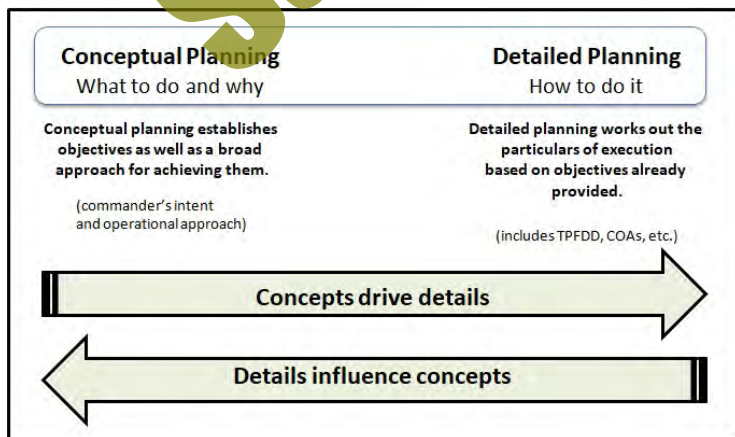 Conceptual Planning
What to do and why
Detailed Planning
How to do it
Conceptual planning establishes
objectives as well as a broad
approach for achieving them.
(commander's intent
and operational approach)
Detailed planning works out the
particulars of execution
based on objectives already
provided.
(includes TPFDD, COAs, etc.)
Concepts drive details
Details influence concepts